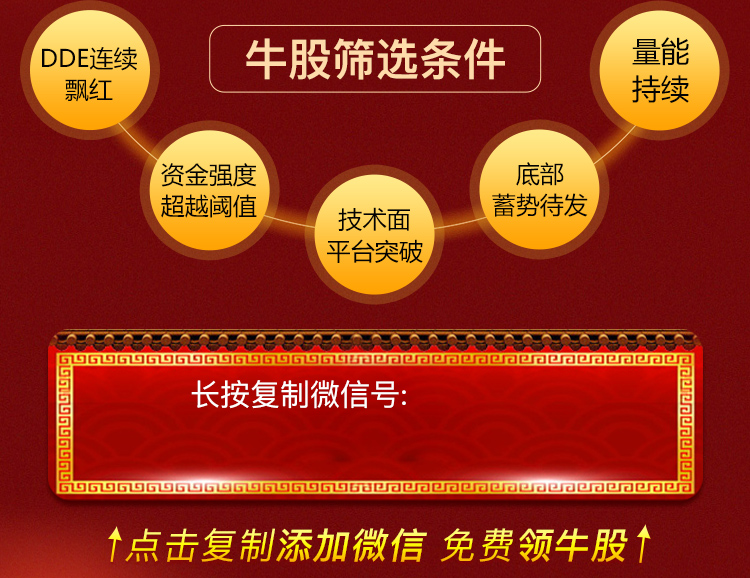 牛股筛选条件
DDE连续
飘红
资金强度
超越阈值
技术面
平台突破
底部
蓄势待发
量能
持续
长按复制微信号:
点击复制添加微信 免费领牛股